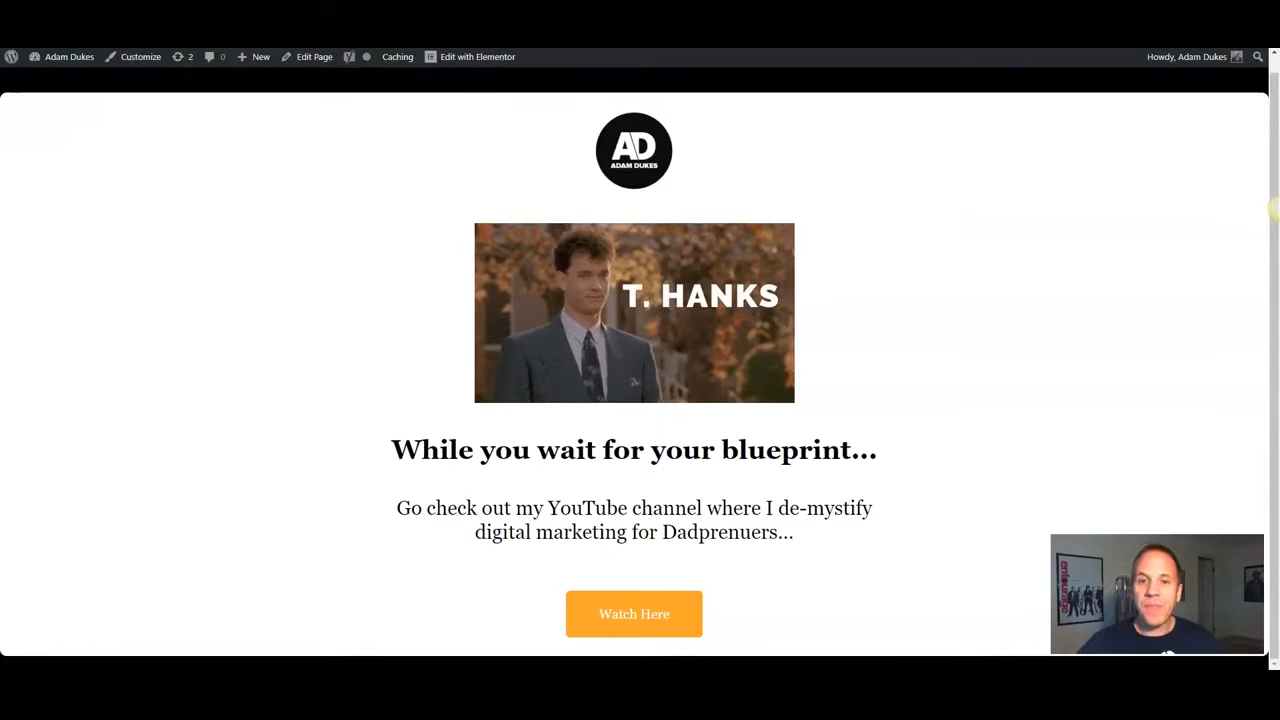 Adam Dukes Customize 2 0 New Edit Page Caching Edit with Elementor Howdy, Adam Dukes
AD
ADAM DUKES
T. HANKS
While you wait for your blueprint...
Go check out my YouTube channel where I de-mystify
digital marketing for Dadprenuers...
Watch Here
entourage